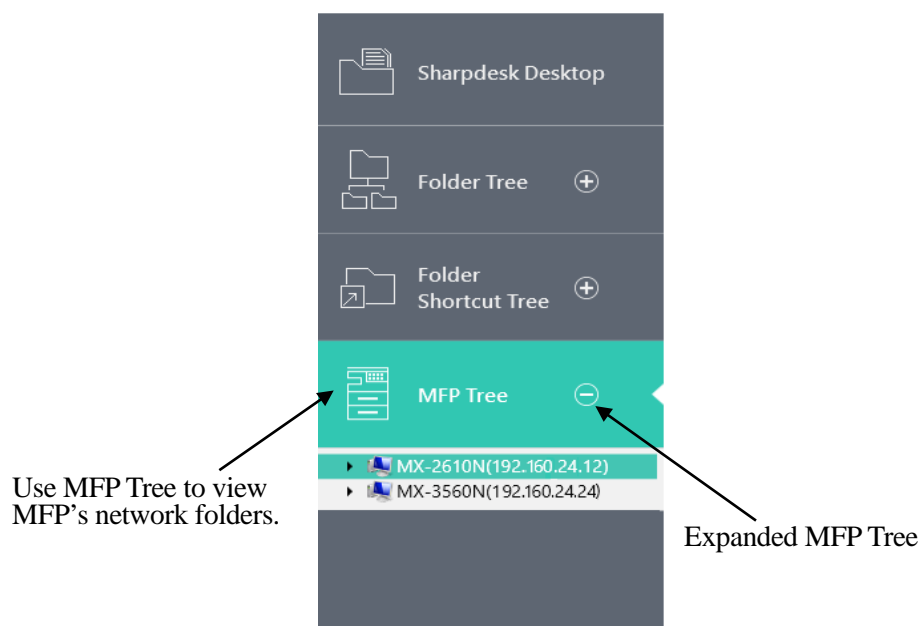 Sharpdesk Desktop
Folder Tree
Folder
Shortcut Tree
MFP Tree
MX-2610N(192.160.24.12)
MX-3560N(192.160.24.24)
Use MFP Tree to view
MFP’s network folders.
Expanded MFP Tree